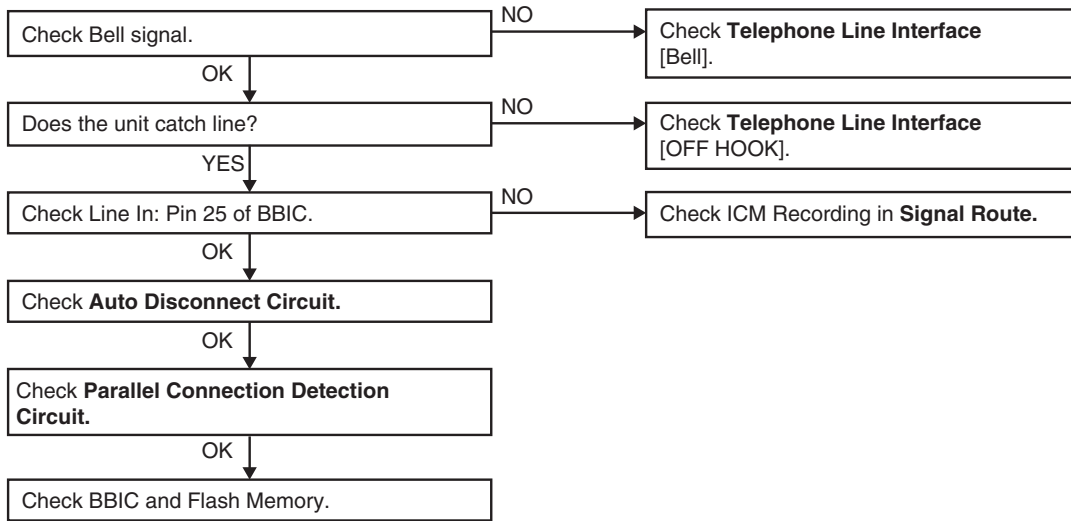 Check Bell signal.
NO
Check Telephone Line Interface
[Bell].
OK
Does the unit catch line?
NO
Check Telephone Line Interface
[OFF HOOK].
YES
Check Line In: Pin 25 of BBIC.
NO
Check ICM Recording in Signal Route.
OK
Check Auto Disconnect Circuit.
OK
Check Parallel Connection Detection
Circuit.
OK
Check BBIC and Flash Memory.